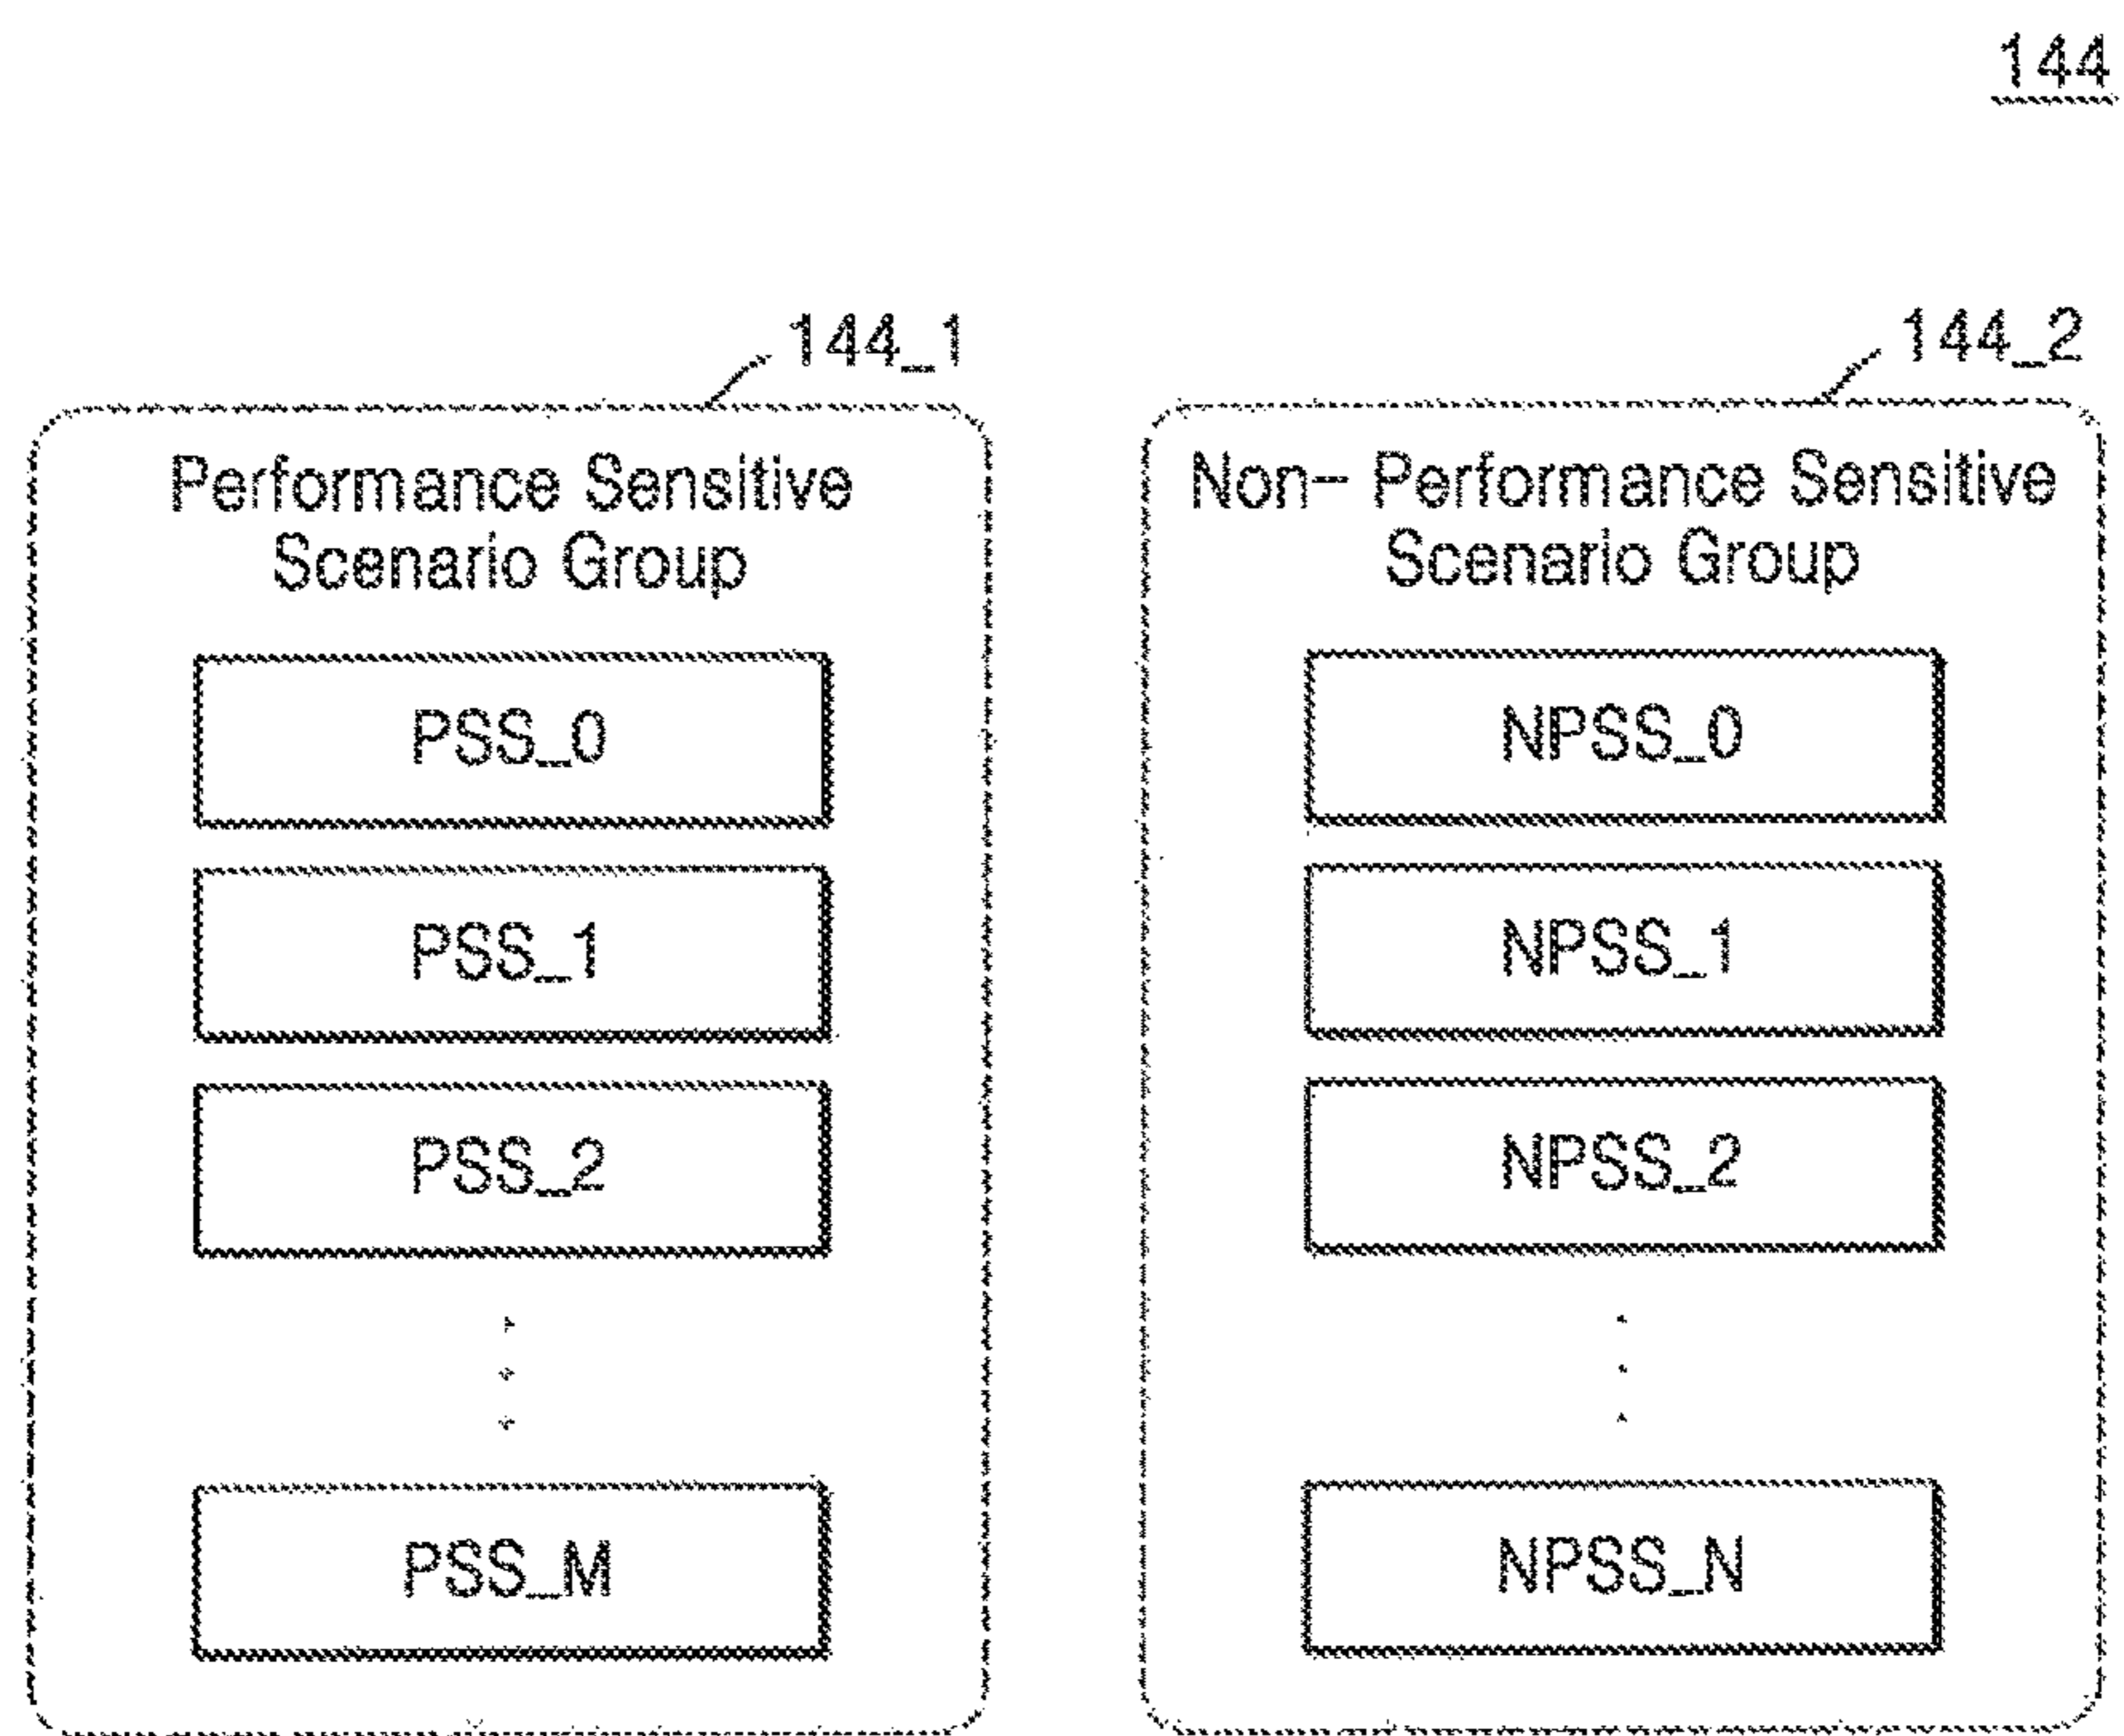 144
144_1
Performance Sensitive
Scenario Group
PSS_0
PSS_1
PSS_2
PSS_M
144_2
Non- Performance Sensitive
Scenario Group
NPSS_0
NPSS_1
NPSS_2
NPSS_N